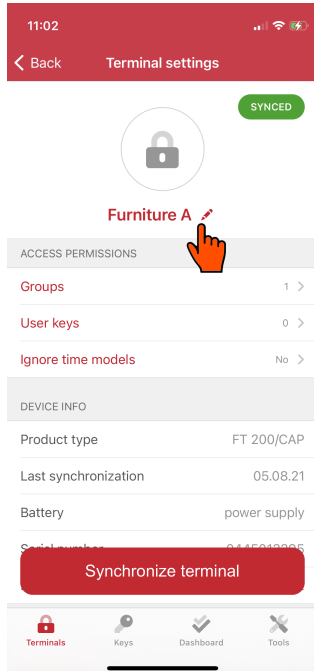 11:02
Back Terminal settings
SYNCED
Furniture A
ACCESS PERMISSIONS
Groups 1
User keys 0
Ignore time models No
DEVICE INFO
Product type FT 200/CAP
Last synchronization 05.08.21
Battery power supply
Serial number
Synchronize terminal
Terminals Keys Dashboard Tools